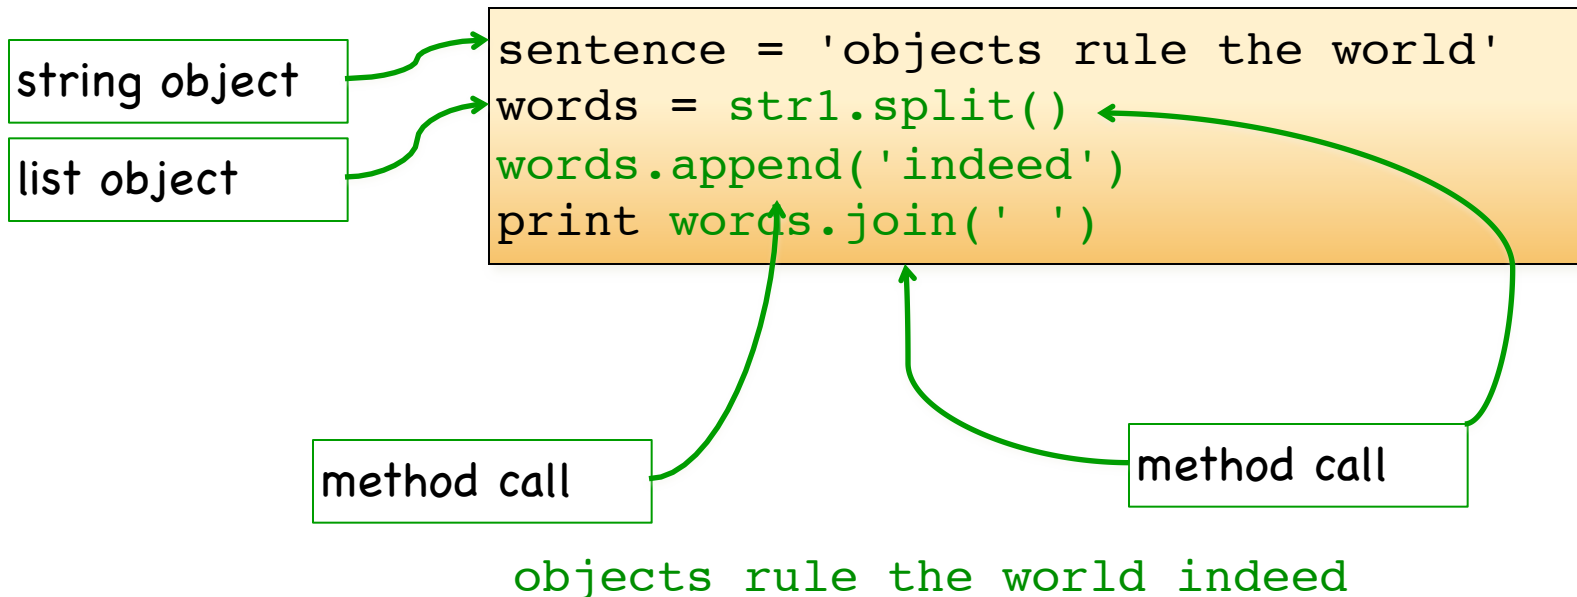 string object
list object
sentence = 'objects rule the world'
words = str1.split()
words.append('indeed')
print words.join(' ')
method call
method call
objects rule the world indeed